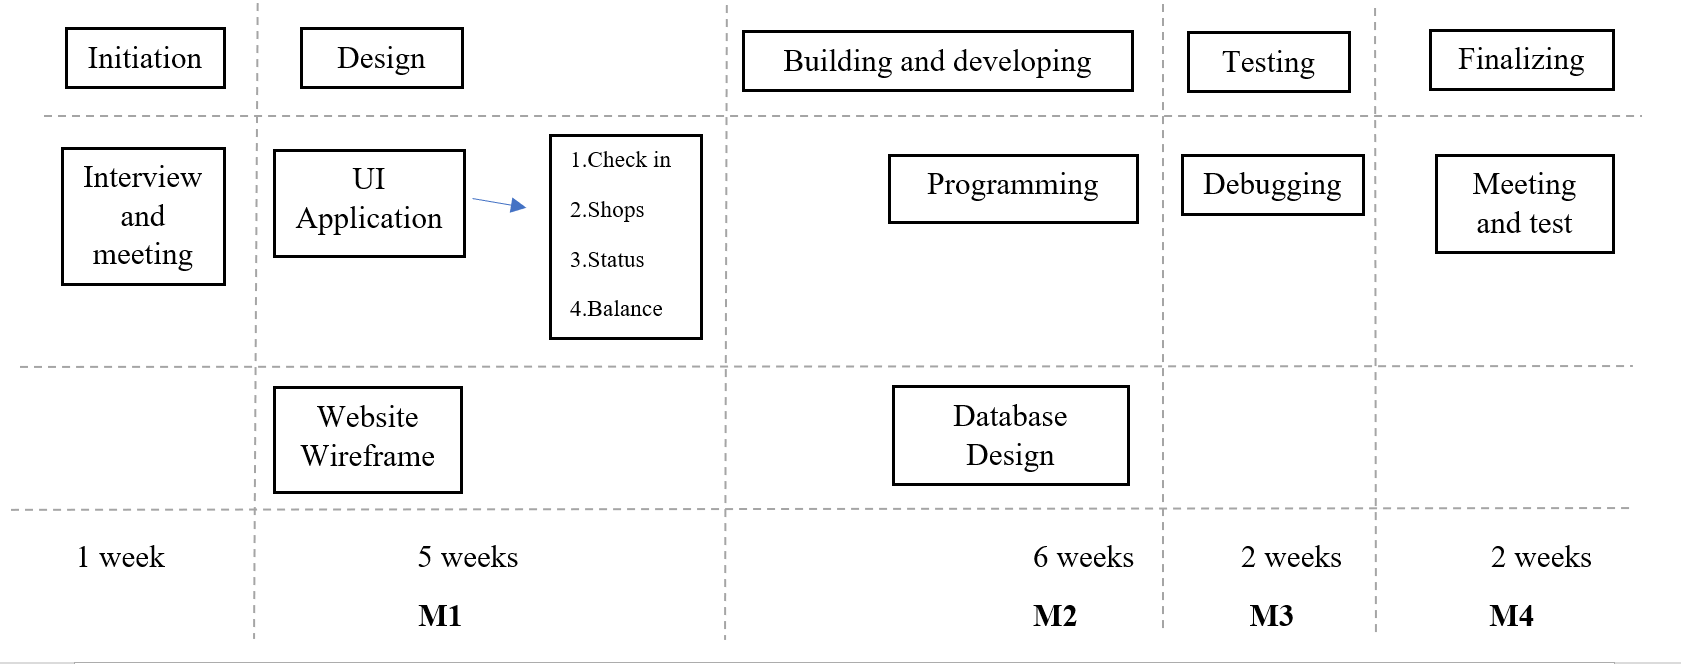 Initiation
Design
Building and developing
Testing
Finalizing
Interview
and
meeting
UI
Application
1.Check in
2.Shops
3.Status
4.Balance
Programming
Debugging
Meeting
and test
Website
Wireframe
Database
Design
1 week
5 weeks
6 weeks
2 weeks
2 weeks
M1
M2
M3
M4